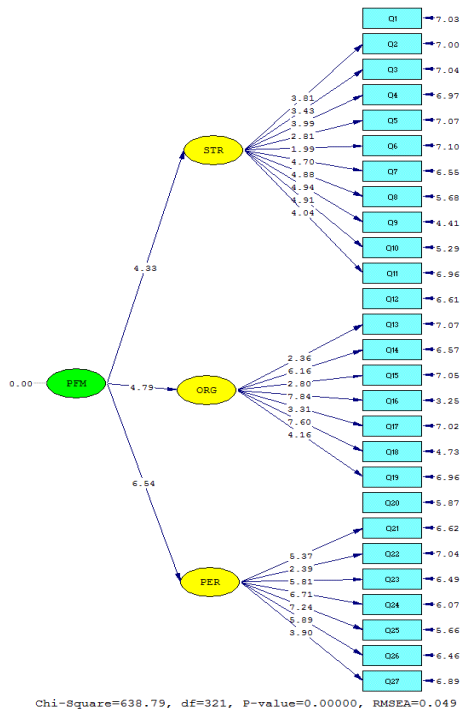 Q1 7.03
Q2 7.00
Q3 7.04
3.81
Q4 6.97
3.43
3.99
Q5 7.07
2.81
STR
1.99
Q6 7.10
4.70
Q7 6.55
4.88
Q8 5.68
4.94
4.91
Q9 4.41
4.04
Q10 5.29
4.33
Q11 6.96
Q12 6.61
Q13 7.07
Q14 6.57
2.36
6.16
Q15 7.05
0.00 PFM 4.79 ORG
2.80
7.84
Q16 3.25
3.31
Q17 7.02
7.60
4.16
Q18 4.73
Q19 6.96
6.54
Q20 5.87
Q21 6.62
5.37
Q22 7.04
2.39
PER
5.81
Q23 6.49
6.71
Q24 6.07
7.24
5.89
Q25 5.66
3.90
Q26 6.46
Q27 6.89
Chi-Square=638.79, df=321, P-value=0.00000, RMSEA=0.049